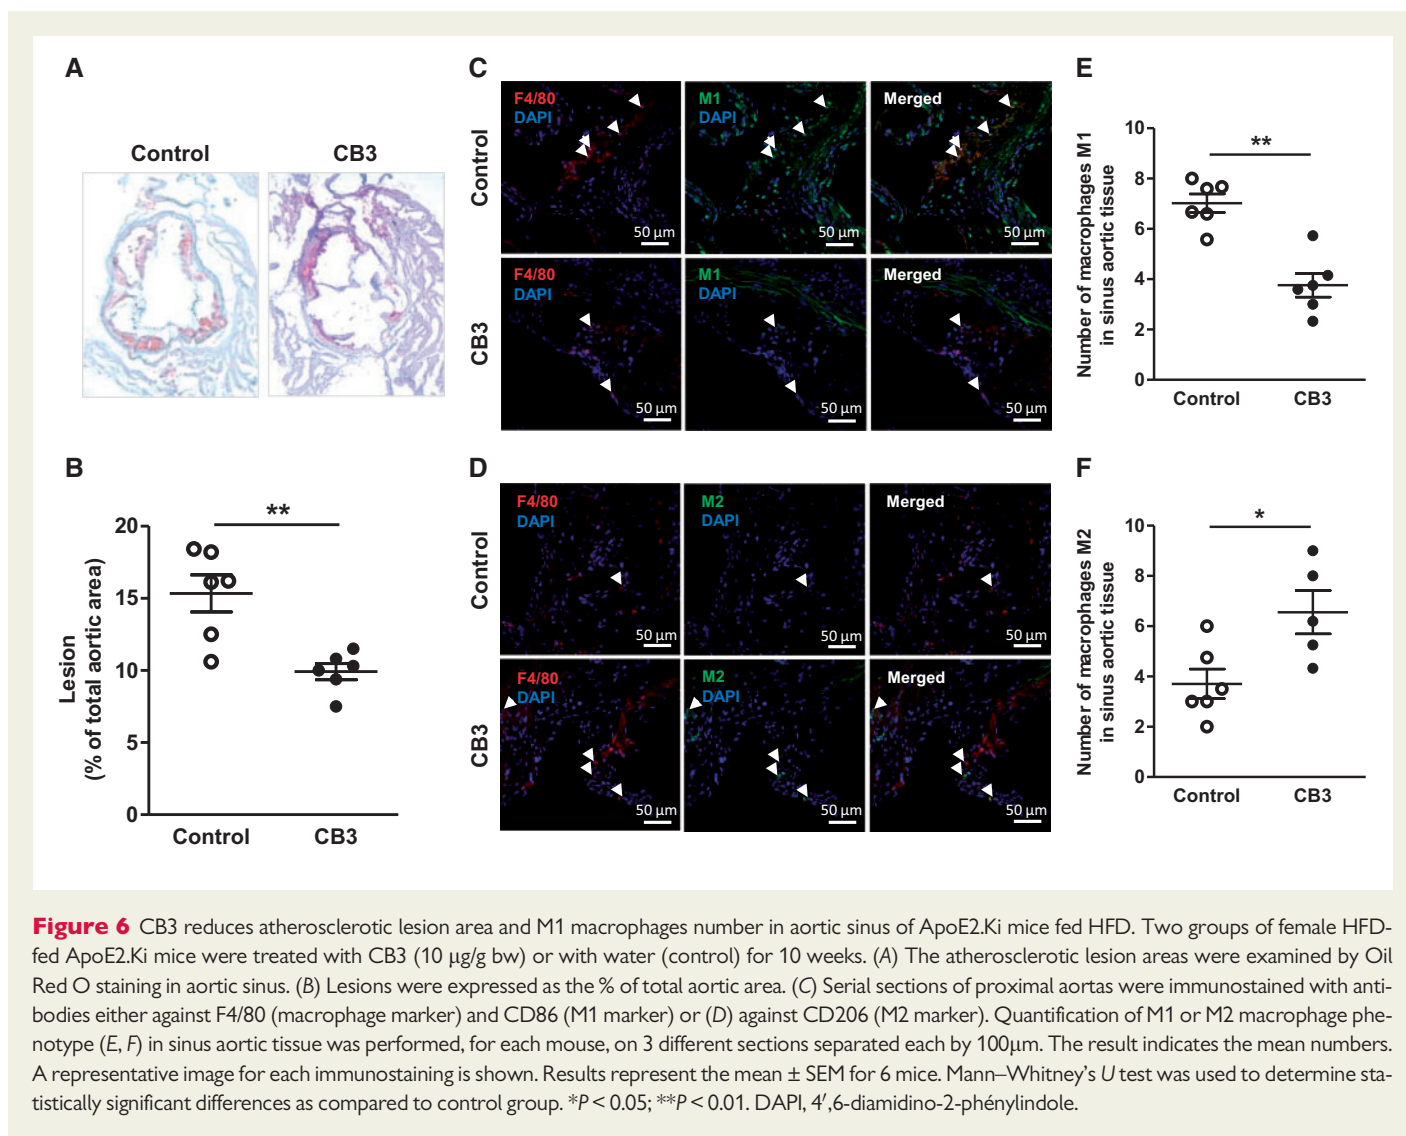 A
Control
CB3
B
**
20
15
10
5
0
Lesion
(% of total aortic area)
Control
CB3
C
Control
F4/80
DAPI
50 µm
M1
DAPI
50 µm
Merged
50 µm
CB3
F4/80
DAPI
50 µm
M1
DAPI
50 µm
Merged
50 µm
D
Control
F4/80
DAPI
50 µm
M2
DAPI
50 µm
Merged
50 µm
CB3
F4/80
DAPI
50 µm
M2
DAPI
50 µm
Merged
50 µm
E
**
10
8
6
4
2
0
Number of macrophages M1
in sinus aortic tissue
Control
CB3
F
*
10
8
6
4
2
0
Number of macrophages M2
in sinus aortic tissue
Control
CB3
Figure 6 CB3 reduces atherosclerotic lesion area and M1 macrophages number in aortic sinus of ApoE2.Ki mice fed HFD. Two groups of female HFD-
fed ApoE2.Ki mice were treated with CB3 (10 µg/g bw) or with water (control) for 10 weeks. (A) The atherosclerotic lesion areas were examined by Oil
Red O staining in aortic sinus. (B) Lesions were expressed as the % of total aortic area. (C) Serial sections of proximal aortas were immunostained with anti-
bodies either against F4/80 (macrophage marker) and CD86 (M1 marker) or (D) against CD206 (M2 marker). Quantification of M1 or M2 macrophage phe-
notype (E, F) in sinus aortic tissue was performed, for each mouse, on 3 different sections separated each by 100µm. The result indicates the mean numbers.
A representative image for each immunostaining is shown. Results represent the mean ± SEM for 6 mice. Mann–Whitney's U test was used to determine sta-
tistically significant differences as compared to control group. *P < 0.05; **P < 0.01. DAPI, 4′,6-diamidino-2-phénylindole.